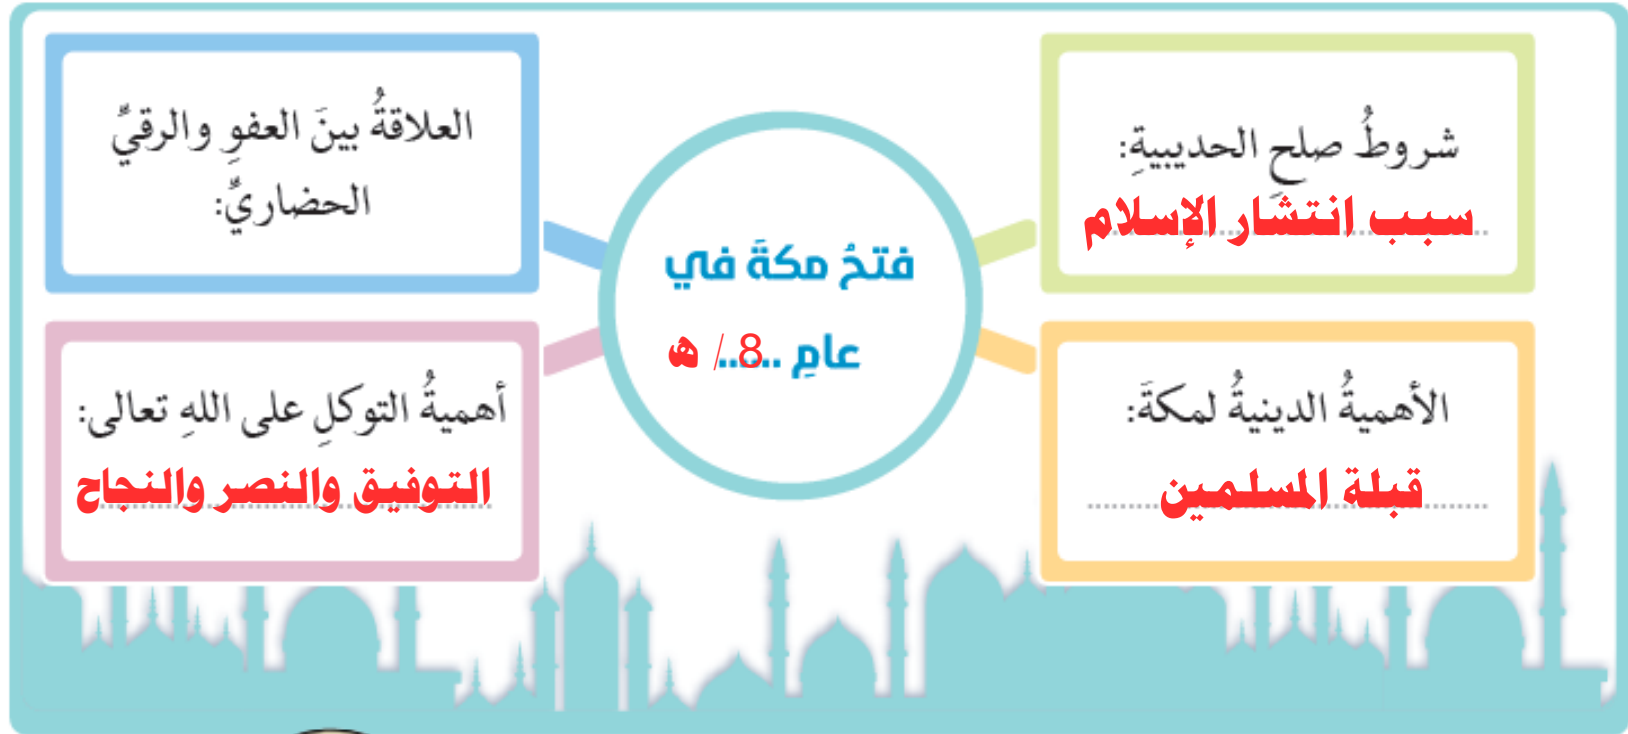 شروطُ صلحِ الحديبيةِ:
سبب انتشار الإسلام
العلاقةُ بينَ العفوِ والرقيِّ
الحضاريِّ:
فتحُ مكةَ في
عامِ ..8../ هـ
الأهميةُ الدينيةُ لمكةَ:
قبلة المسلمين
أهميةُ التوكلِ على اللهِ تعالى:
التوفيق والنصر والنجاح